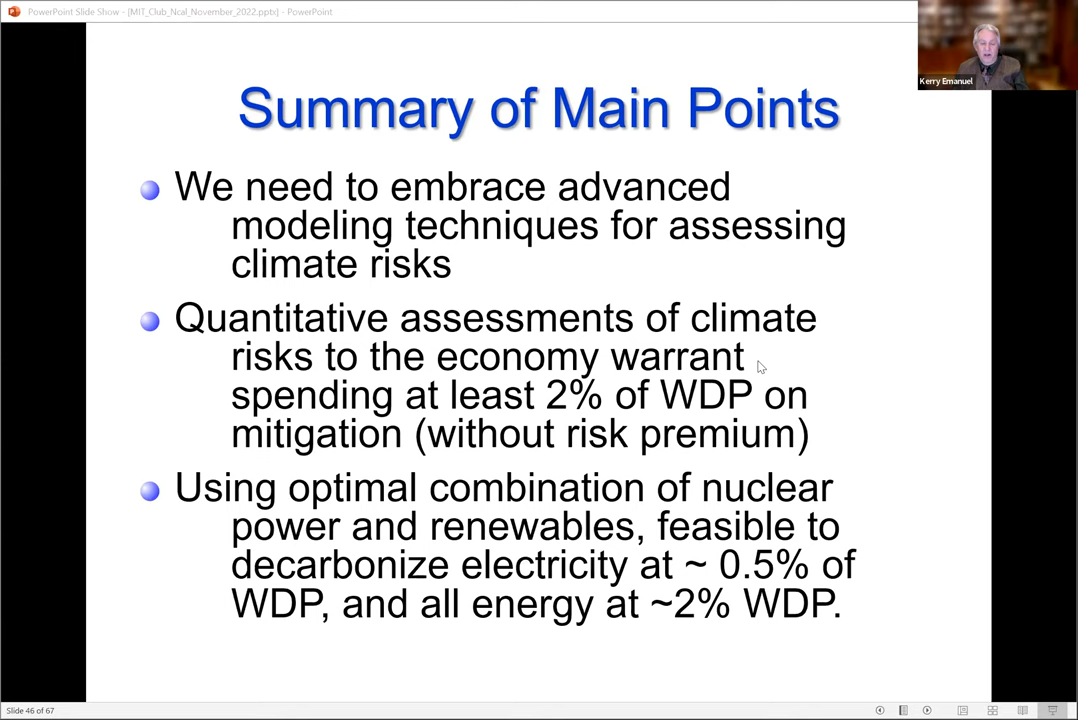 PowerPoint Slide Show - [MIT_Club_Ncal_November_2022.pptx] - PowerPoint
Kerry Emanuel
Summary of Main Points
We need to embrace advanced
modeling techniques for assessing
climate risks
Quantitative assessments of climate
risks to the economy warrant
spending at least 2% of WDP on
mitigation (without risk premium)
Using optimal combination of nuclear
power and renewables, feasible to
decarbonize electricity at ~ 0.5% of
WDP, and all energy at ~2% WDP.
Slide 46 of 67